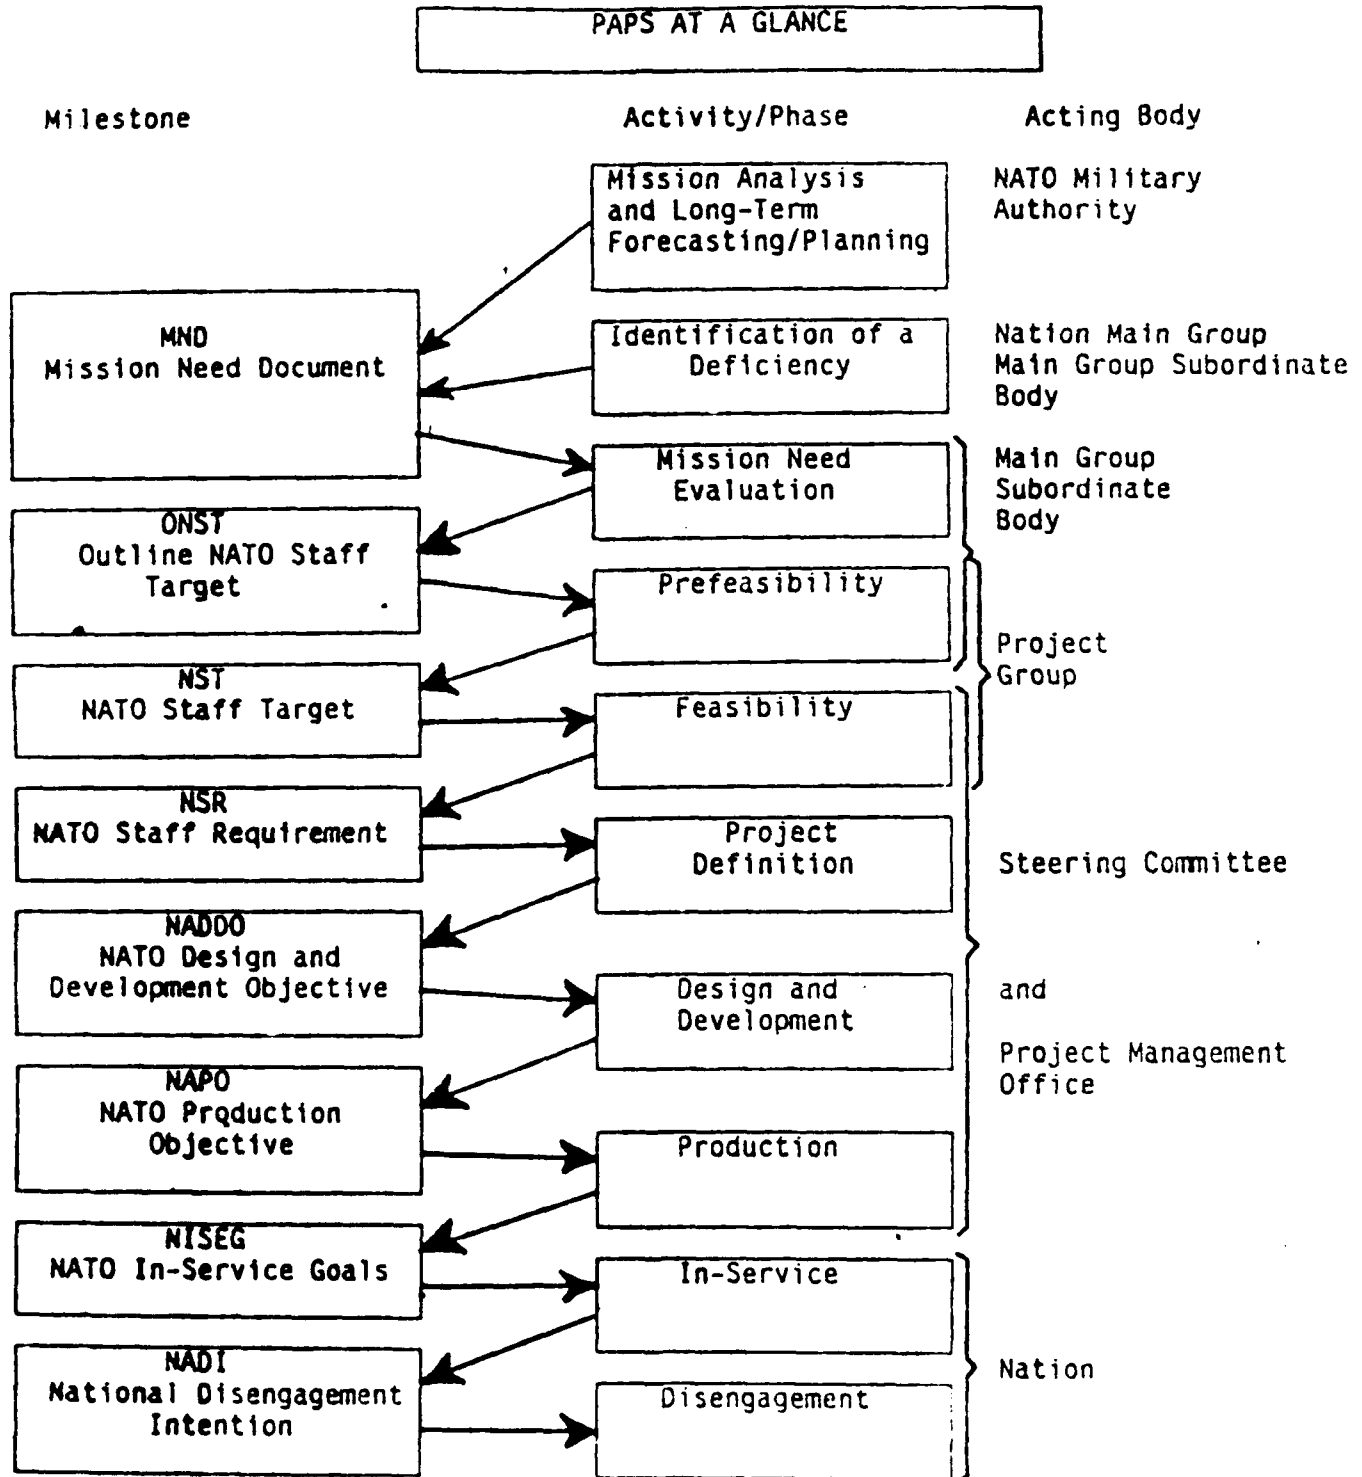 PAPS AT A GLANCE
Milestone
Activity/Phase
Acting Body
Mission Analysis
and Long-Term
Forecasting/Planning
NATO Military
Authority
MND
Mission Need Document
Identification of a
Deficiency
Nation Main Group
Main Group Subordinate
Body
Mission Need
Evaluation
Main Group
Subordinate
Body
ONST
Outline NATO Staff
Target
Prefeasibility
Project
Group
NST
NATO Staff Target
Feasibility
NSR
NATO Staff Requirement
Project
Definition
Steering Committee
NADDO
NATO Design and
Development Objective
Design and
Development
and
Project Management
Office
NAPO
NATO Production
Objective
Production
NISEG
NATO In-Service Goals
In-Service
NADI
National Disengagement
Intention
Disengagement
Nation